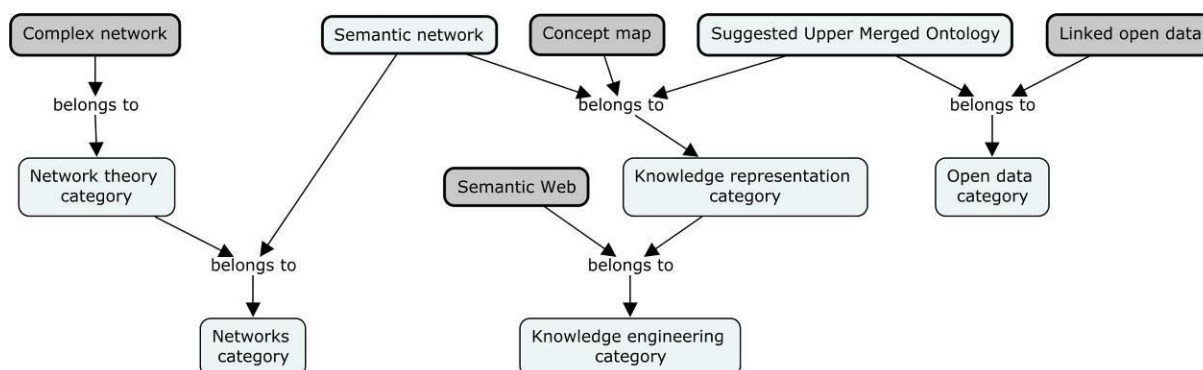 Complex network
Semantic network
Concept map
Suggested Upper Merged Ontology
Linked open data
belongs to
belongs to
belongs to
Network theory
category
Semantic Web
Knowledge representation
category
Open data
category
belongs to
belongs to
Networks
category
Knowledge engineering
category